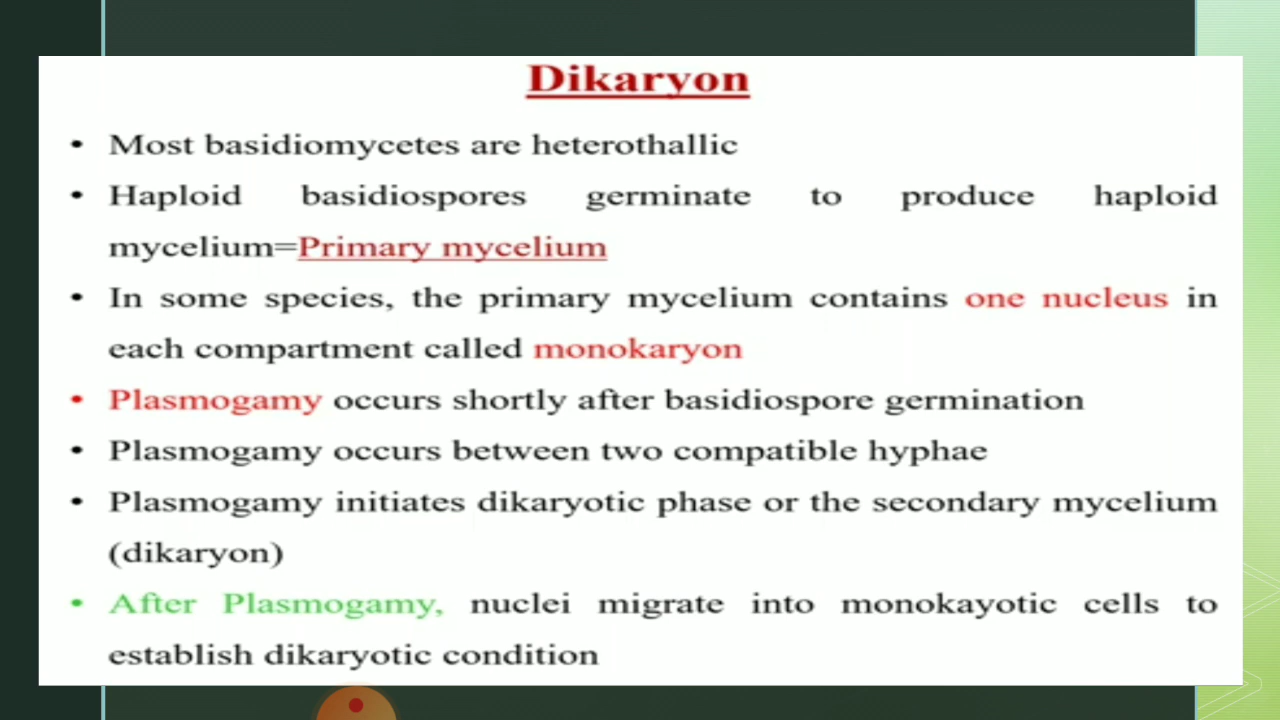 Dikaryon
• Most basidiomycetes are heterothallic
• Haploid basidiospores germinate to produce haploid
mycelium=Primary mycelium
• In some species, the primary mycelium contains one nucleus in
each compartment called monokaryon
• Plasmogamy occurs shortly after basidiospore germination
• Plasmogamy occurs between two compatible hyphae
• Plasmogamy initiates dikaryotic phase or the secondary mycelium
(dikaryon)
• After Plasmogamy, nuclei migrate into monokayotic cells to
establish dikaryotic condition